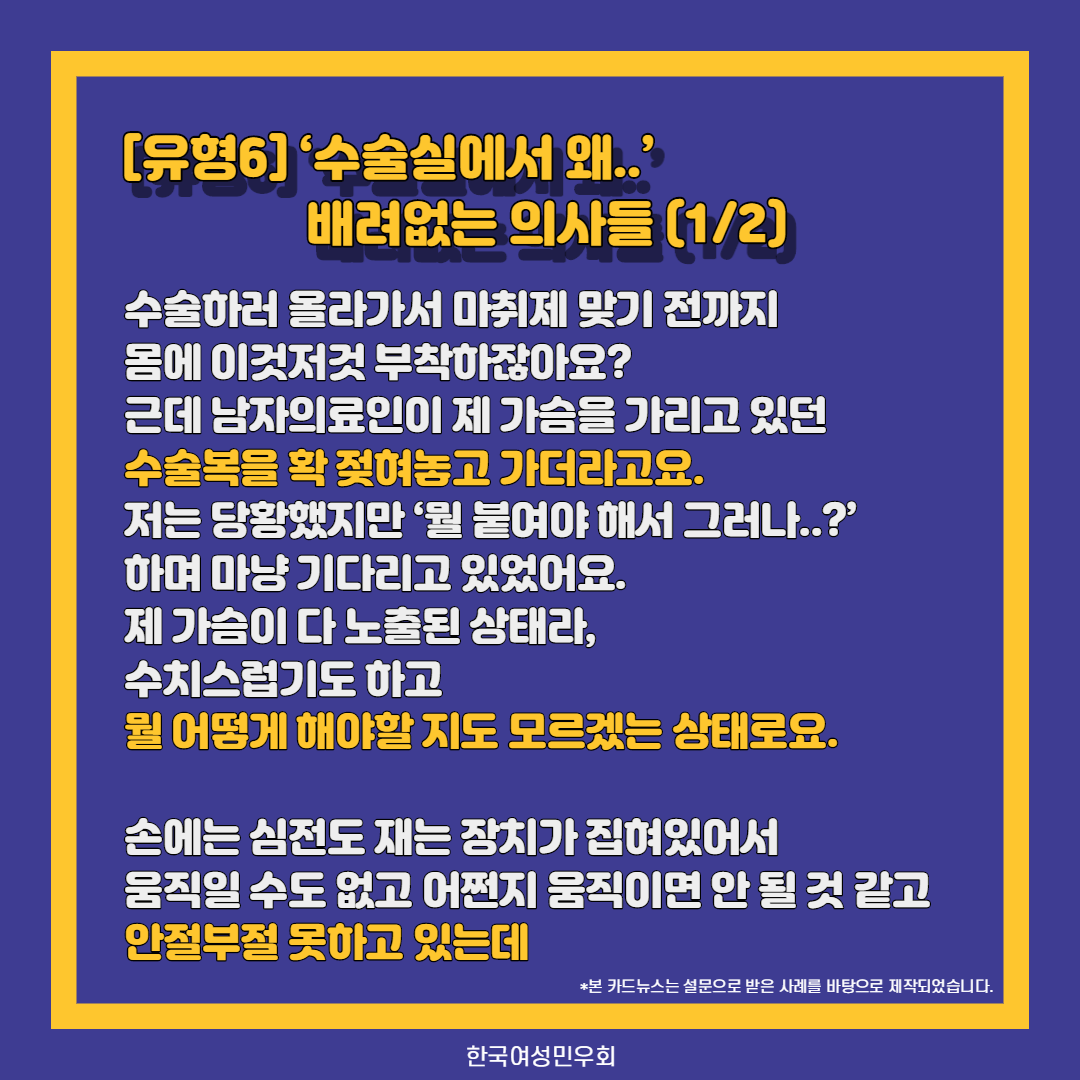 [유형6] ‘수술실에서 왜..’
배려없는 의사들 (1/2)
수술하러 올라가서 마취제 맞기 전까지
몸에 이것저것 부착하잖아요?
근데 남자의료인이 제 가슴을 가리고 있던
수술복을 확 젖혀놓고 가더라고요.
저는 당황했지만 ‘뭘 붙여야 해서 그러나..?’
하며 마냥 기다리고 있었어요.
제 가슴이 다 노출된 상태라,
수치스럽기도 하고
뭘 어떻게 해야할 지도 모르겠는 상태로요.
손에는 심전도 재는 장치가 집혀있어서
움직일 수도 없고 어쩐지 움직이면 안 될 것 같고
안절부절 못하고 있는데
*본 카드뉴스는 설문으로 받은 사례를 바탕으로 제작되었습니다.
한국여성민우회